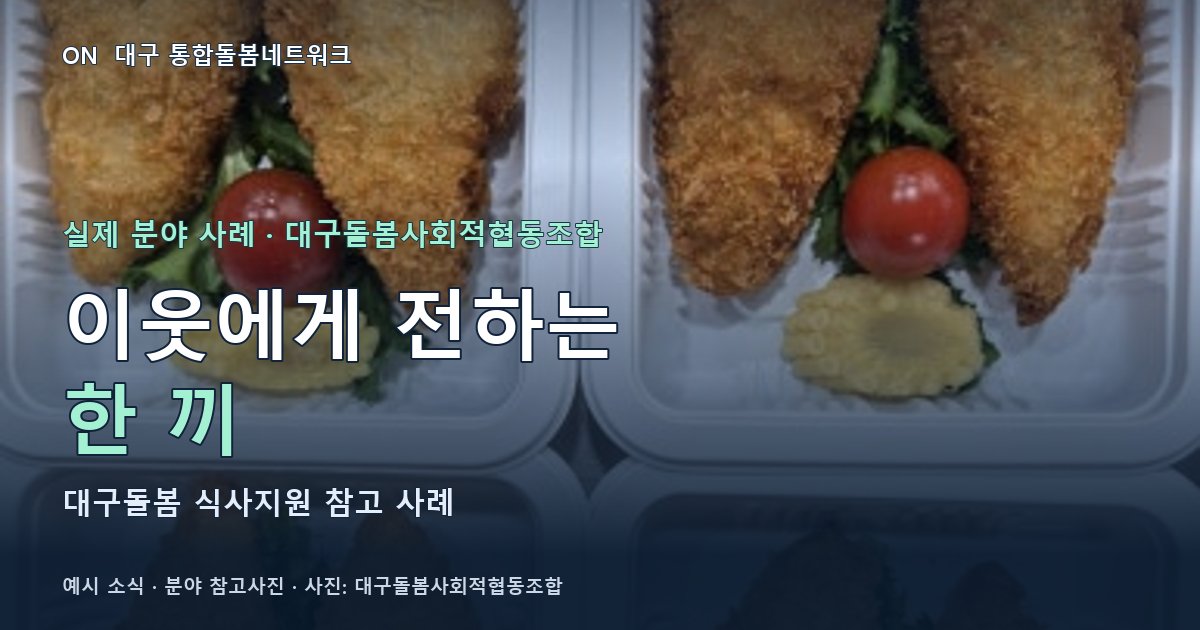 ON 대구 통합돌봄네트워크
실제 분야 사례 · 대구돌봄사회적협동조합
이웃에게 전하는
한 끼
대구돌봄 식사지원 참고 사례
예시 소식 · 분야 참고사진 · 사진: 대구돌봄사회적협동조합